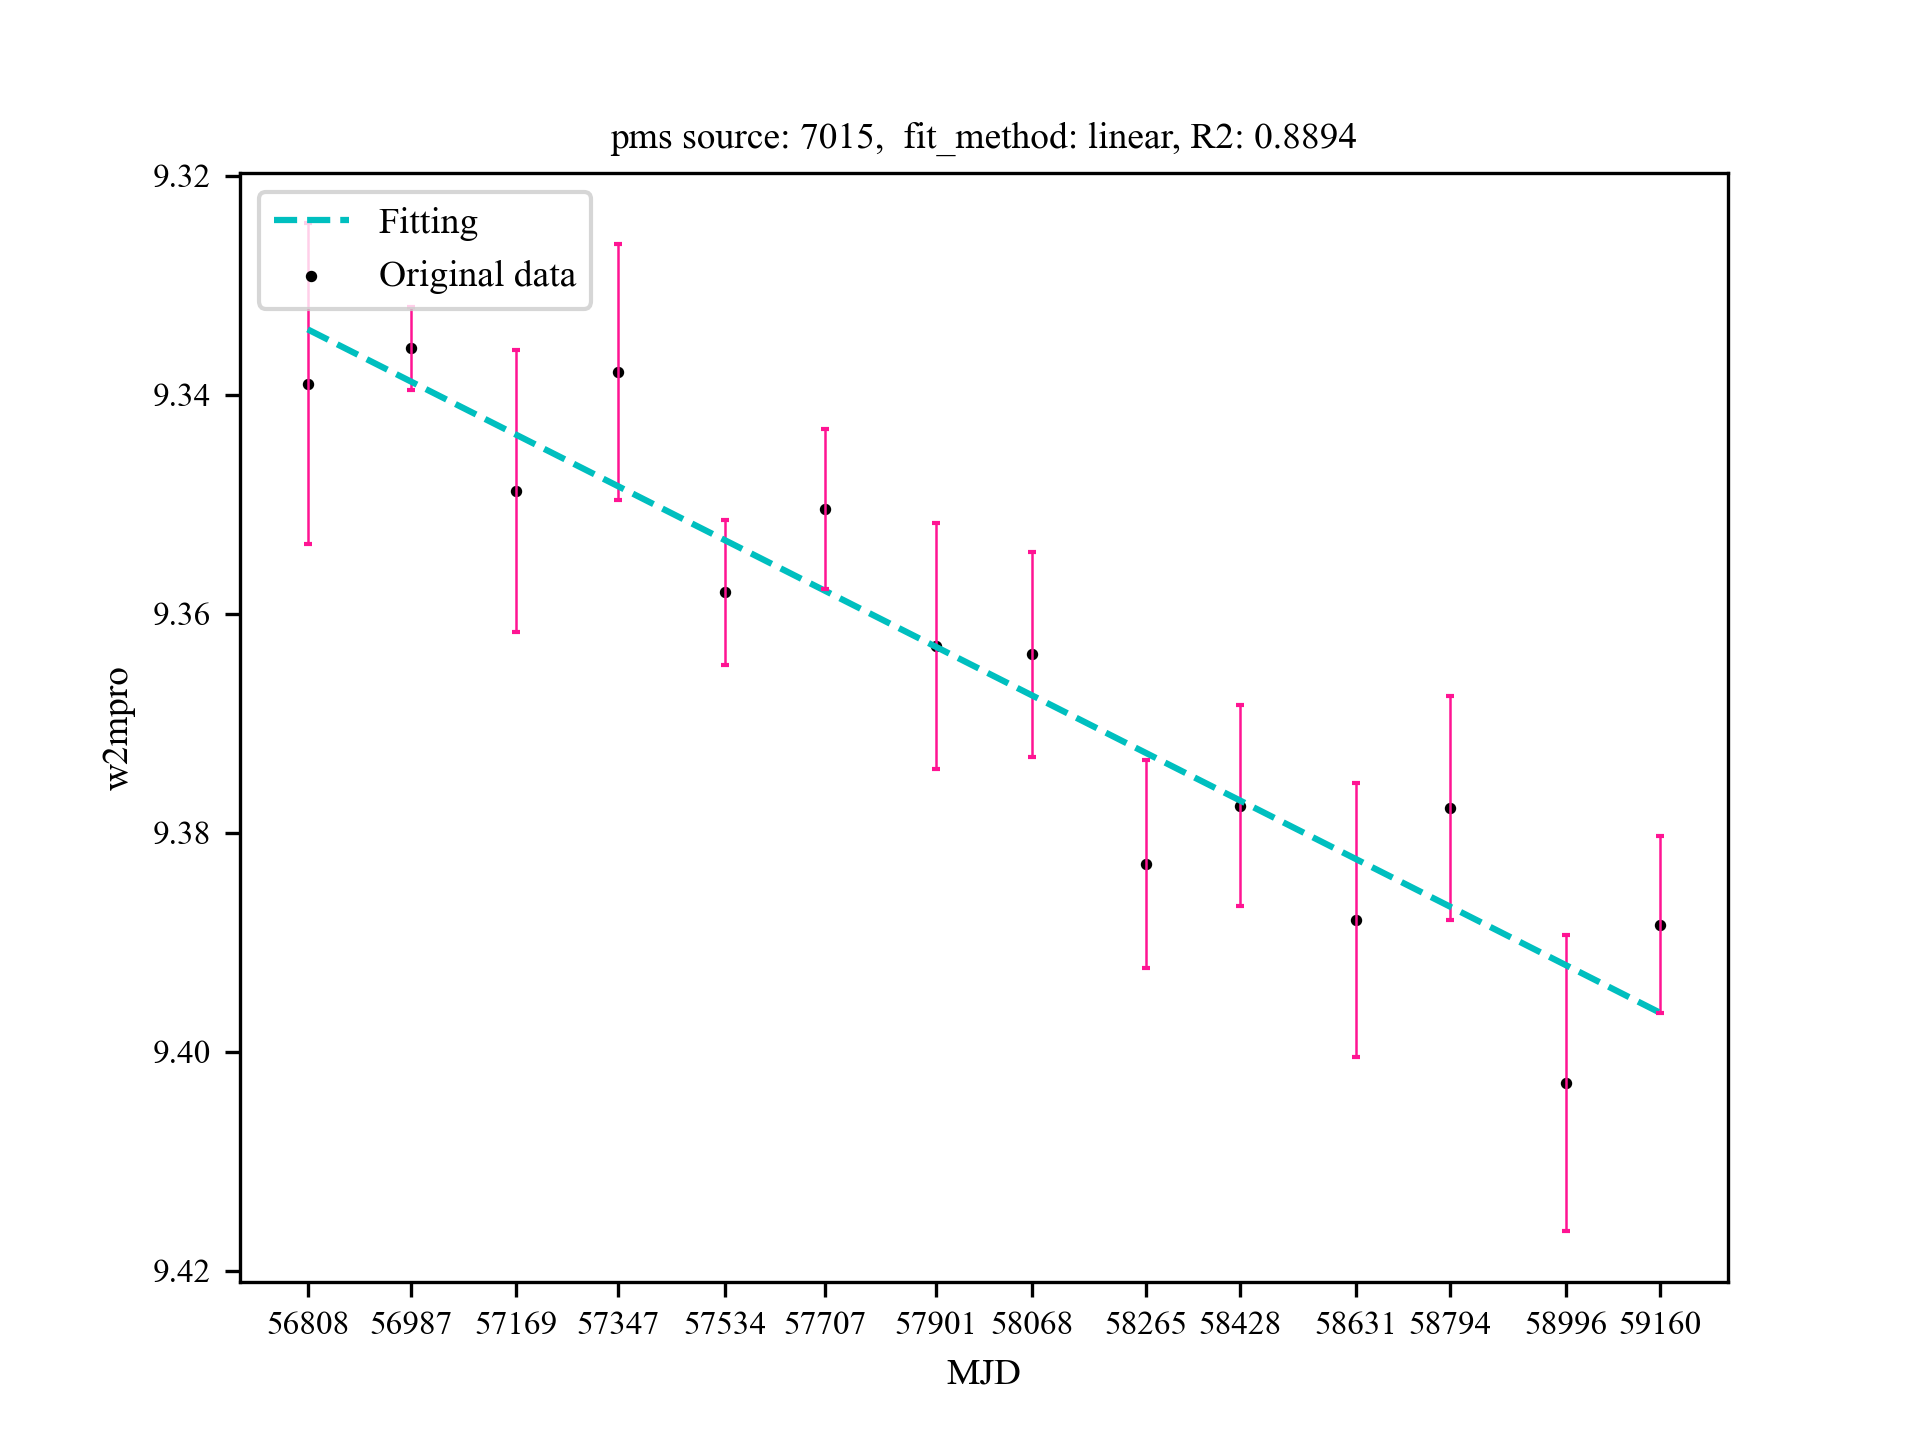 pms source: 7015,  fit_method: linear, R2: 0.8894
Fitting
Original data
9.32
9.34
9.36
9.38
9.40
9.42
w2mpro
56808 56987 57169 57347 57534 57707 57901 58068 58265 58428 58631 58794 58996 59160
MJD